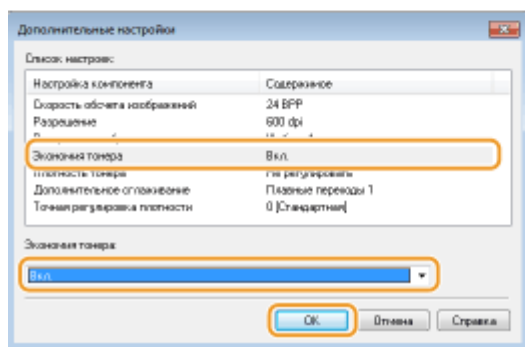 Дополнительные настройки
Список настроек:
Настройка компонента Содержимое
Скорость обсчета изображений 24 BPP
Разрешение 600 dpi
Экономия тонера Вкл.
Плотность тонера Не регулировать
Дополнительное сглаживание Плавные переходы 1
Точная регулировка плотности 0 [Стандартная]
Экономия тонера:
Вкл.
OK Отмена Справка